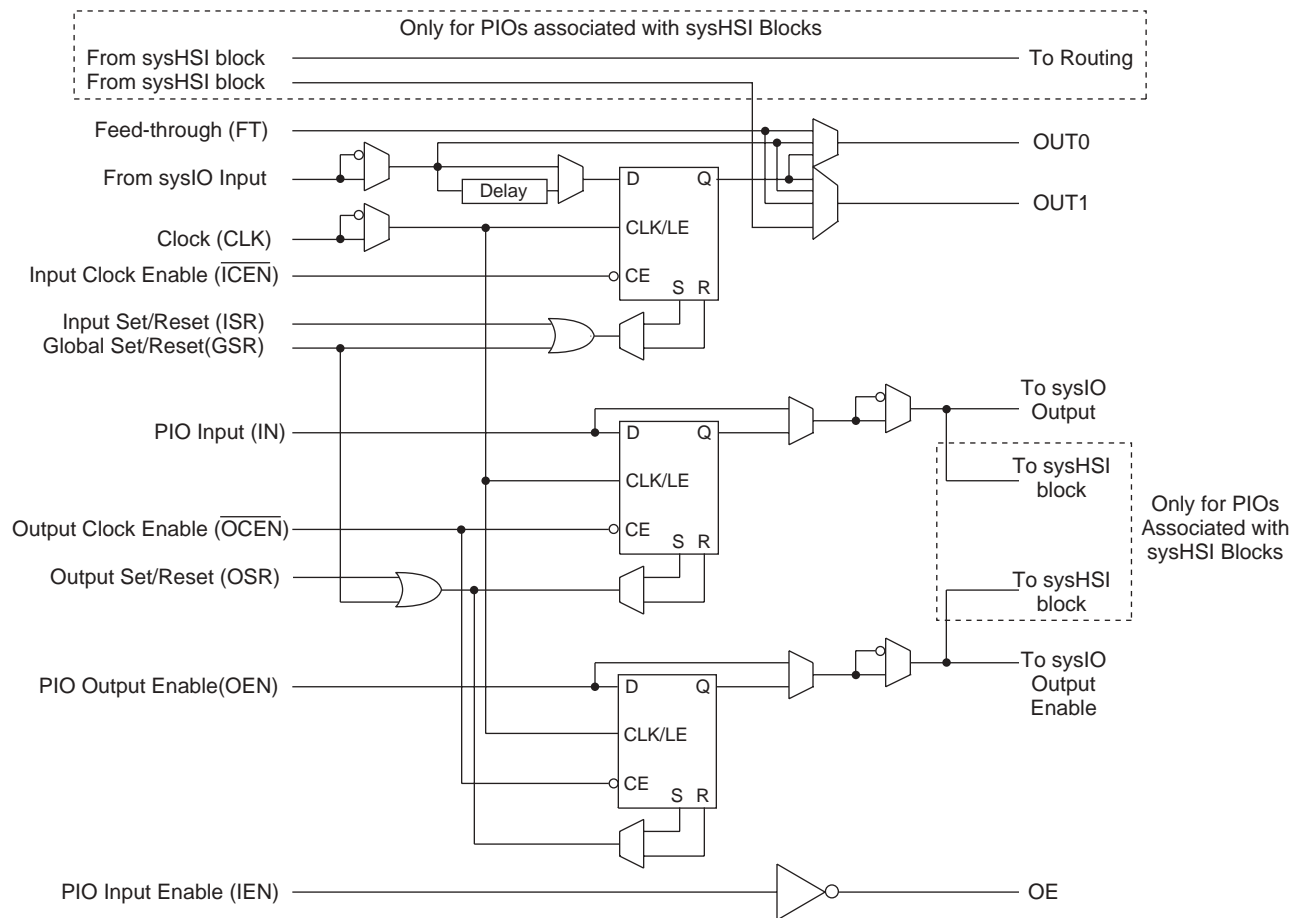 Only for PIOs associated with sysHSI Blocks
From sysHSI block
To Routing
From sysHSI block
Feed-through (FT)
OUT0
From sysIO Input
Delay
D
Q
OUT1
Clock (CLK)
CLK/LE
Input Clock Enable (ICEN)
CE
S R
Input Set/Reset (ISR)
Global Set/Reset(GSR)
To sysIO
Output
PIO Input (IN)
D
Q
CLK/LE
To sysHSI
block
Output Clock Enable (OCEN)
CE
S R
Only for PIOs
Associated with
sysHSI Blocks
Output Set/Reset (OSR)
To sysHSI
block
PIO Output Enable(OEN)
D
Q
To sysIO
Output
Enable
CLK/LE
CE
S R
PIO Input Enable (IEN)
OE